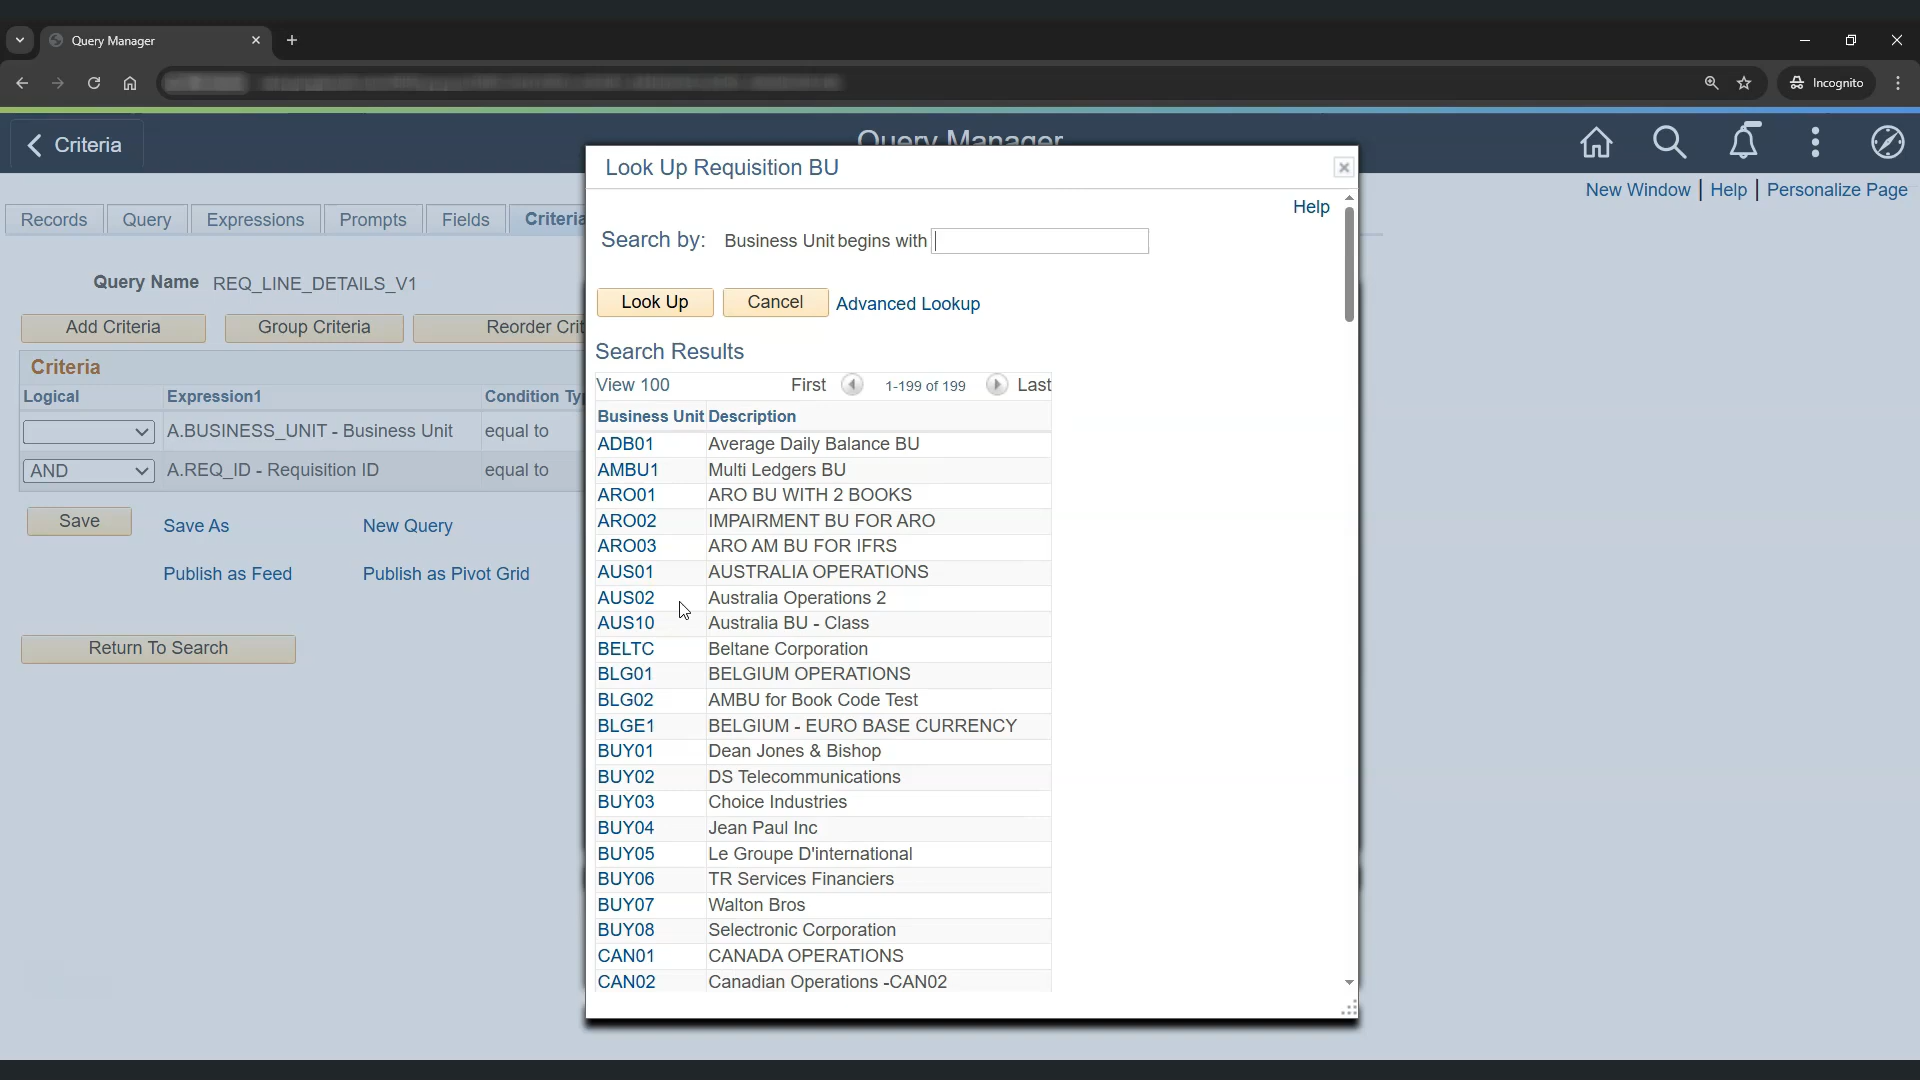 Query Manager
Incognito
Criteria
Query Manager
New Window | Help | Personalize Page
Records
Query
Expressions
Prompts
Fields
Criteria
Query Name REQ_LINE_DETAILS_V1
Add Criteria
Group Criteria
Reorder Crit
Criteria
Logical Expression1 Condition Ty
A.BUSINESS_UNIT - Business Unit equal to
AND A.REQ_ID - Requisition ID equal to
Save Save As New Query
Publish as Feed Publish as Pivot Grid
Return To Search
Look Up Requisition BU
Help
Search by: Business Unit begins with
Look Up Cancel Advanced Lookup
Search Results
View 100 First 1-199 of 199 Last
Business Unit Description
ADB01 Average Daily Balance BU
AMBU1 Multi Ledgers BU
ARO01 ARO BU WITH 2 BOOKS
ARO02 IMPAIRMENT BU FOR ARO
ARO03 ARO AM BU FOR IFRS
AUS01 AUSTRALIA OPERATIONS
AUS02 Australia Operations 2
AUS10 Australia BU - Class
BELTC Beltane Corporation
BLG01 BELGIUM OPERATIONS
BLG02 AMBU for Book Code Test
BLGE1 BELGIUM - EURO BASE CURRENCY
BUY01 Dean Jones & Bishop
BUY02 DS Telecommunications
BUY03 Choice Industries
BUY04 Jean Paul Inc
BUY05 Le Groupe D'international
BUY06 TR Services Financiers
BUY07 Walton Bros
BUY08 Selectronic Corporation
CAN01 CANADA OPERATIONS
CAN02 Canadian Operations -CAN02